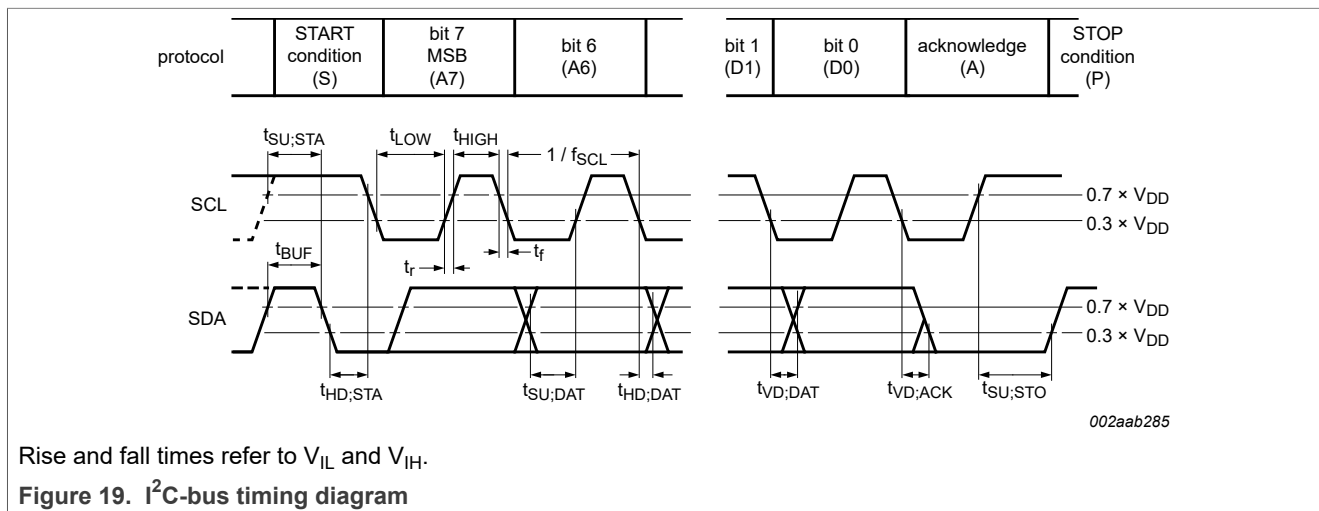 protocol
START
condition
(S)
bit 7
MSB
(A7)
bit 6
(A6)
bit 1
(D1)
bit 0
(D0)
acknowledge
(A)
STOP
condition
(P)
tSU;STA
tLOW
tHIGH
1 / fSCL
SCL
0.7 × VDD
0.3 × VDD
tBUF
tr
tf
SDA
0.7 × VDD
0.3 × VDD
tHD;STA
tSU;DAT
tHD;DAT
tVD;DAT
tVD;ACK
tSU;STO
002aab285
Rise and fall times refer to VIL and VIH.
Figure 19. I²C-bus timing diagram